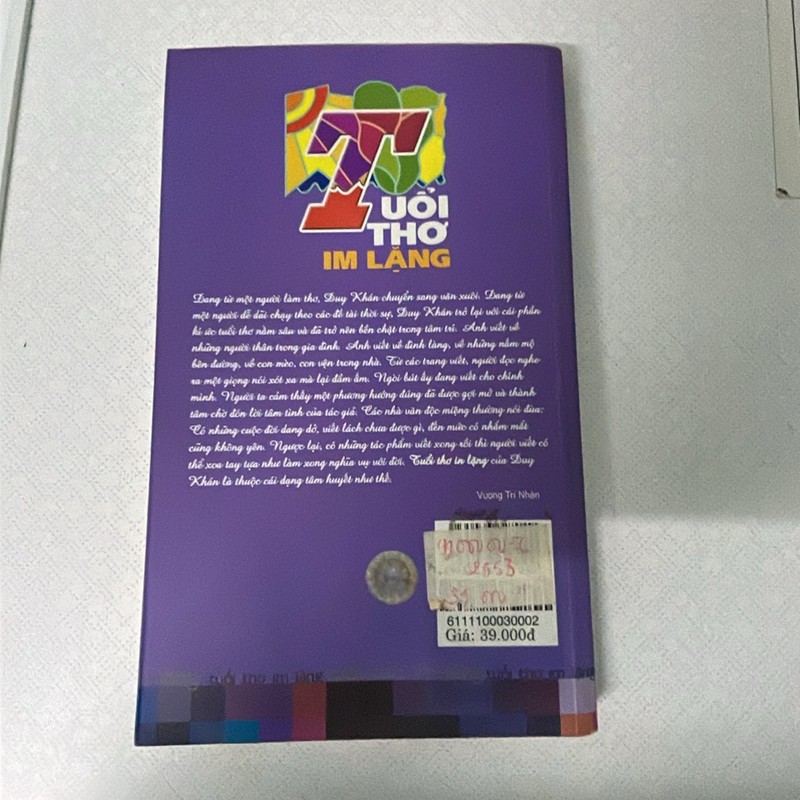 TUỔI
THƠ
IM LẶNG
Đang từ một người làm thơ, Duy Khán chuyển sang văn xuôi. Đang từ
một người dễ dãi chạy theo các đề tài thời sự, Duy Khán trở lại với cái phần
kí ức tuổi thơ nằm sâu và đã trở nên bền chặt trong tâm trí. Anh viết về
những người thân trong gia đình. Anh viết về đình làng, về những nấm mộ
bên đường, về con mèo, con vện trong nhà. Từ các trang viết, người đọc nghe
ra một giọng nói xót xa mà lại đầm ấm. Ngòi bút ấy đang viết cho chính
mình. Người ta cảm thấy một phương hướng đúng đã được gợi mở và thành
tâm chờ đón lời tâm tình của tác giả. Các nhà văn độc miệng thường nói đùa:
Có những cuộc đời dang dở, viết lách chưa được gì, đến mức có nhắm mắt
cũng không yên. Ngược lại, có những tác phẩm viết xong rồi thì người viết có
thể xoa tay tựa như làm xong nghĩa vụ với đời. Tuổi thơ im lặng của Duy
Khán là thuộc cái dạng tâm huyết như thế.
Vương Trí Nhàn
6111100030002
Giá: 39.000đ
tuổi thơ im lặng
tuổi thơ im lặng